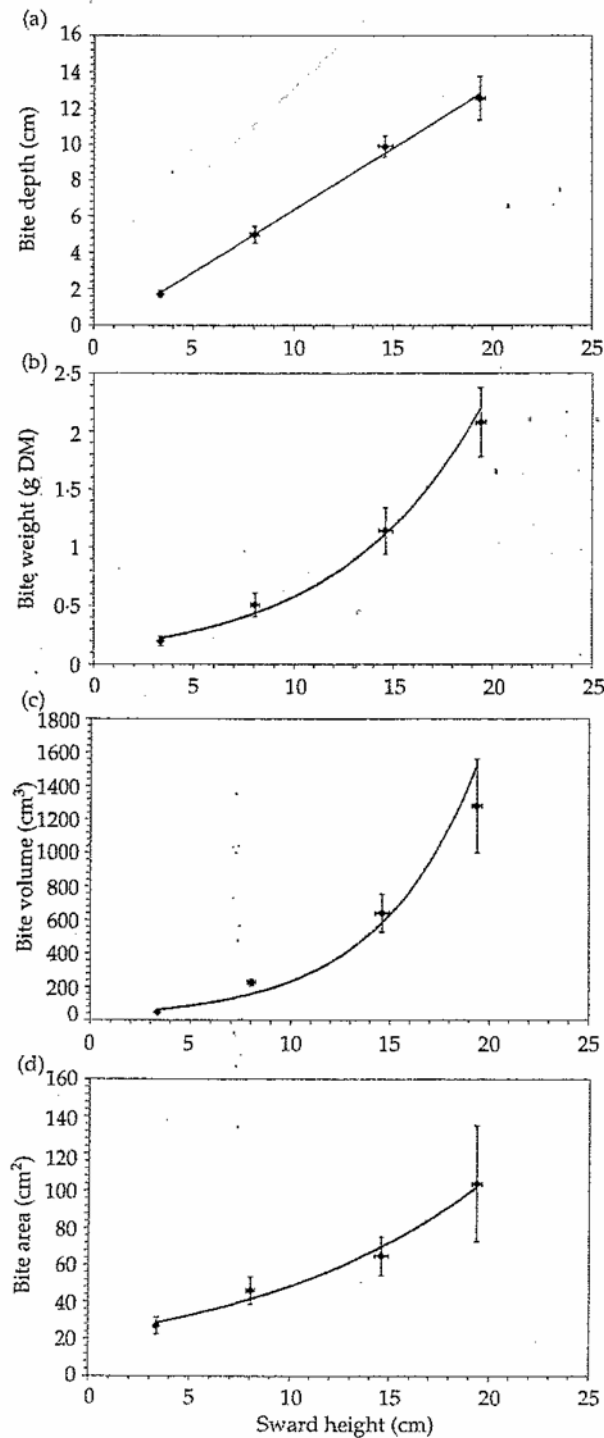 (a)
16
14
12
10
8
6
4
2
0
Bite depth (cm)
0 5 10 15 20 25
(b)
2·5
2
1·5
1
0·5
0
Bite weight (g DM)
0 5 10 15 20 25
(c)
1800
1600
1400
1200
1000
800
600
400
200
0
Bite volume (cm³)
0 5 10 15 20 25
(d)
160
140
120
100
80
60
40
20
0
Bite area (cm²)
0 5 10 15 20 25
Sward height (cm)